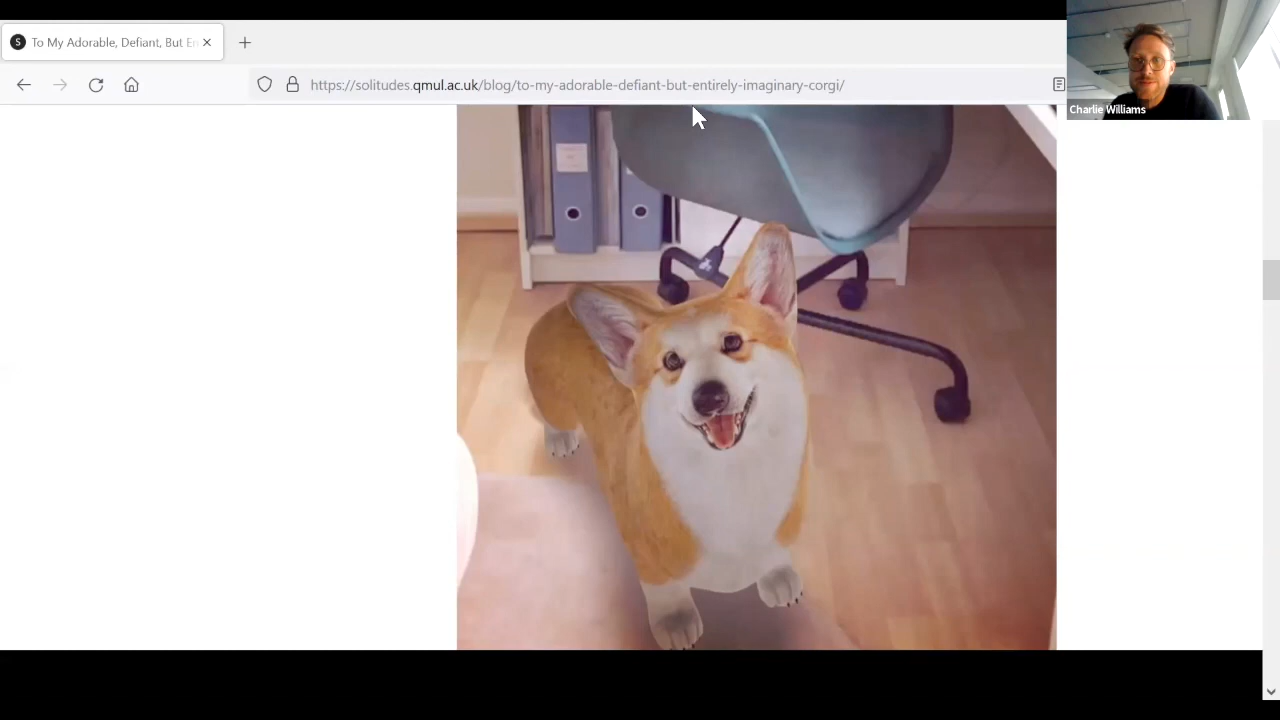 S To My Adorable, Defiant, But En
https://solitudes.qmul.ac.uk/blog/to-my-adorable-defiant-but-entirely-imaginary-corgi/
Charlie Williams